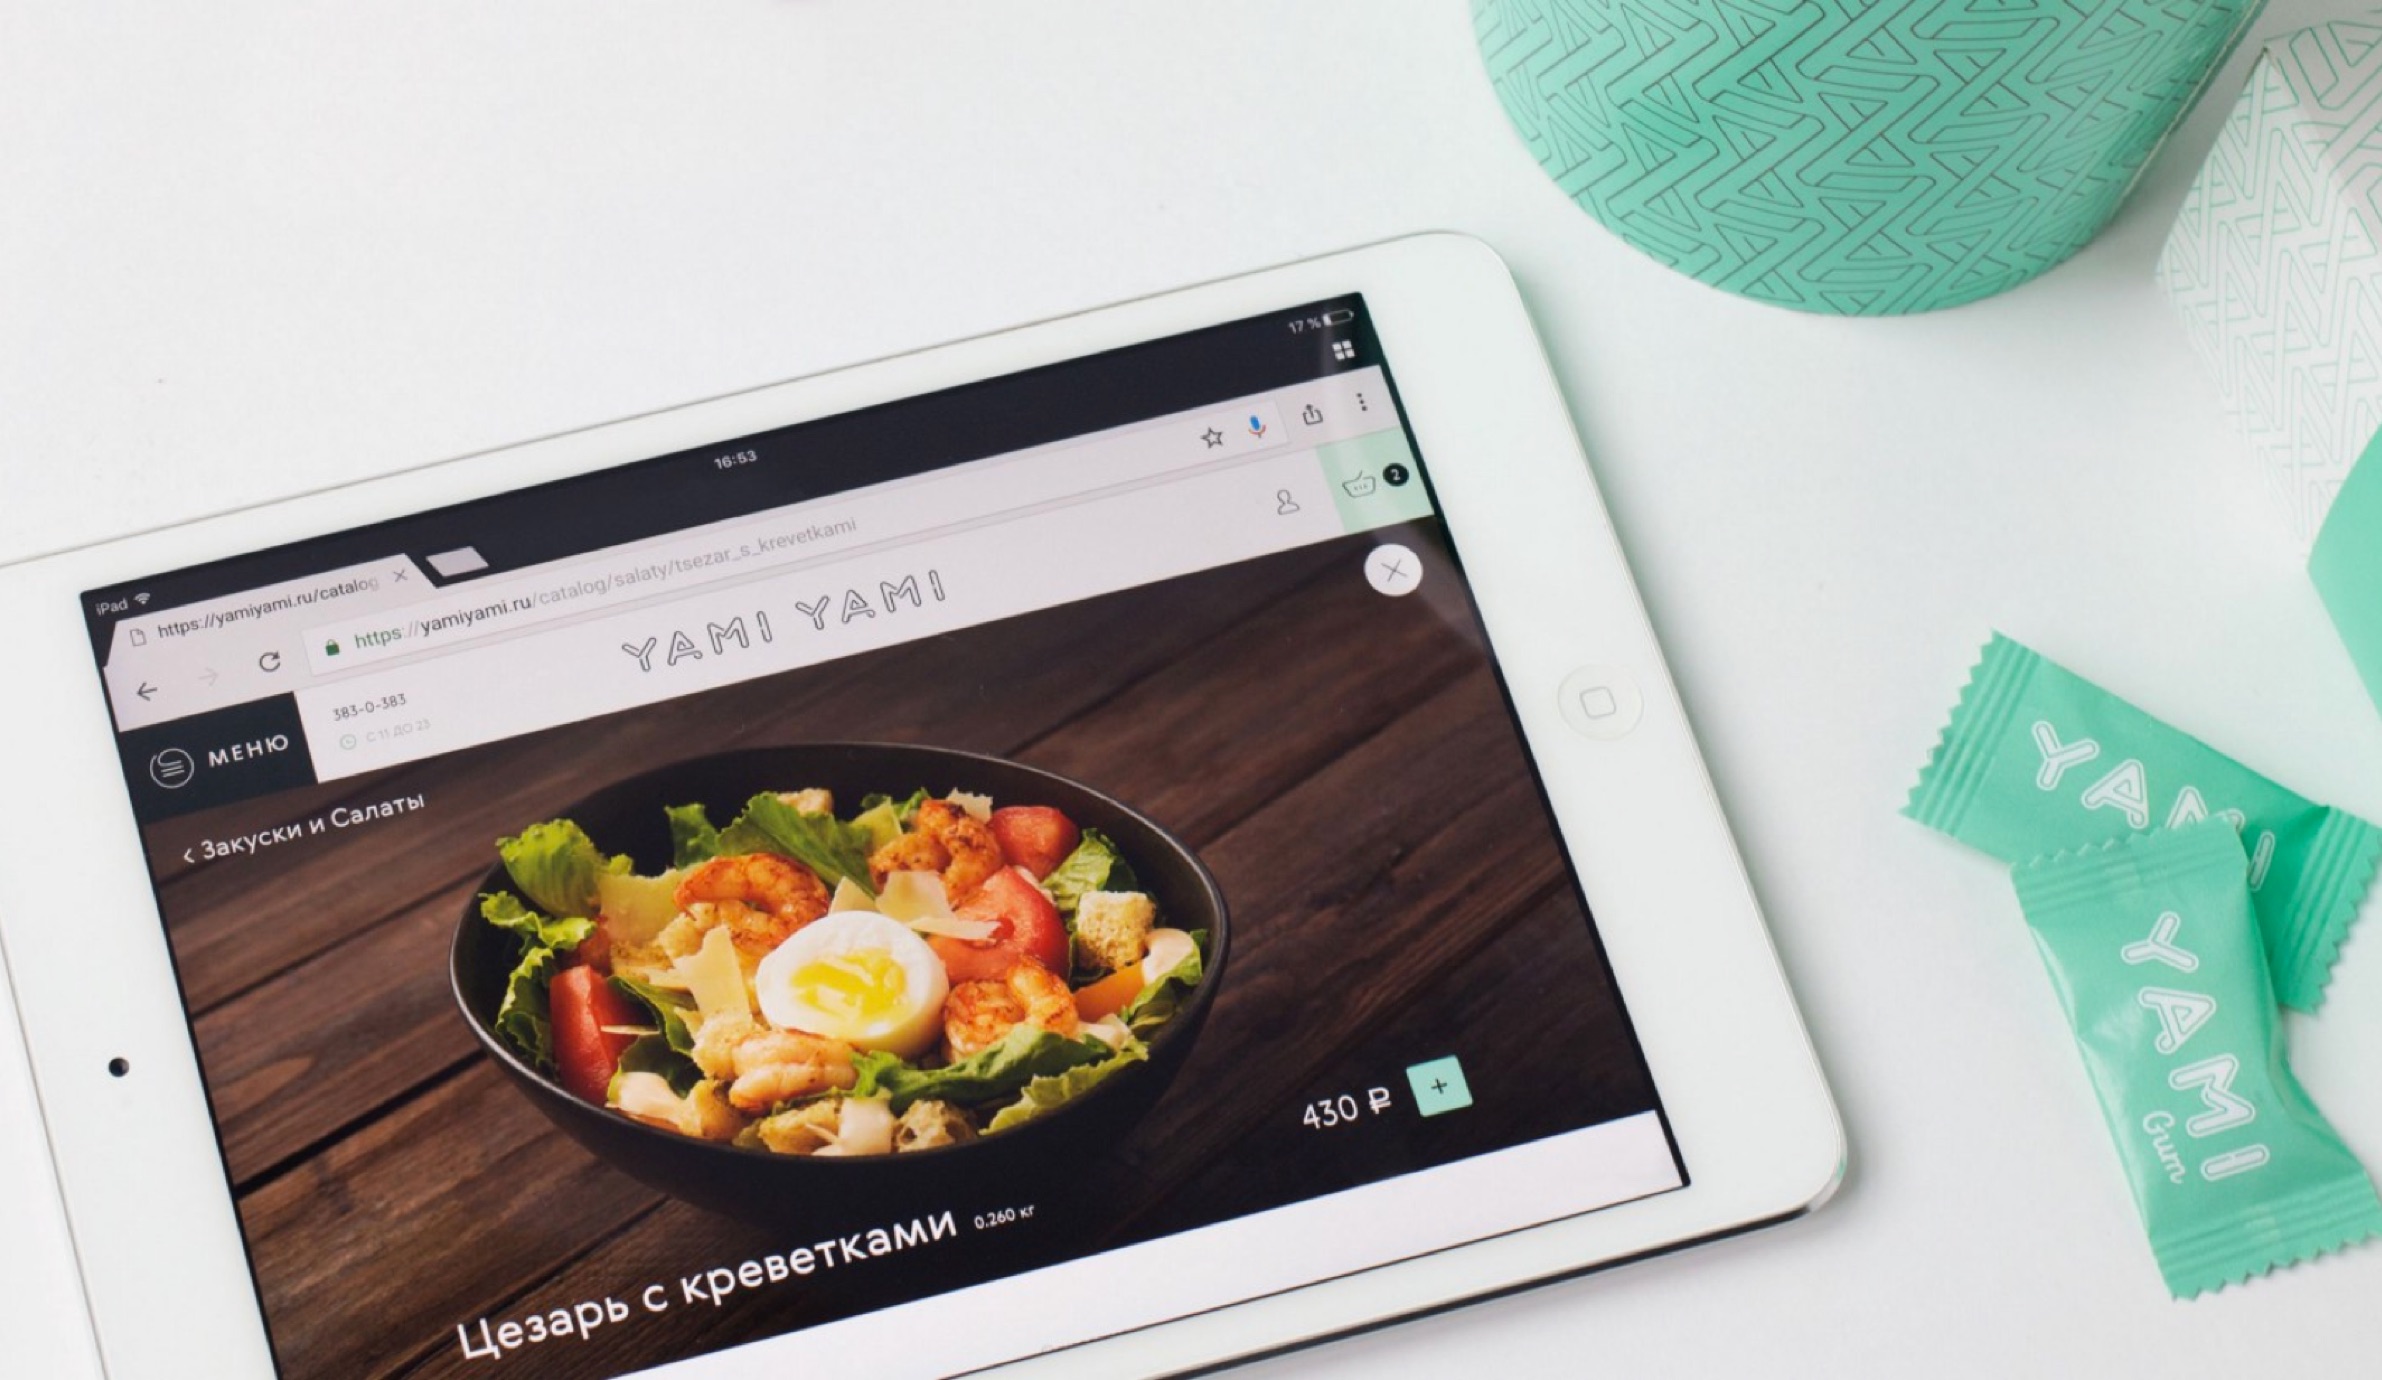 17 %
16:53
iPad
https://yamiyami.ru/catalog
https://yamiyami.ru/catalog/salaty/tsezar_s_krevetkami
2
YAMI YAMI
383-0-383
С 11 ДО 23
МЕНЮ
‹ Закуски и Салаты
430 ₽ +
Цезарь с креветками 0.260 кг
YAMI
YAMI
Gum